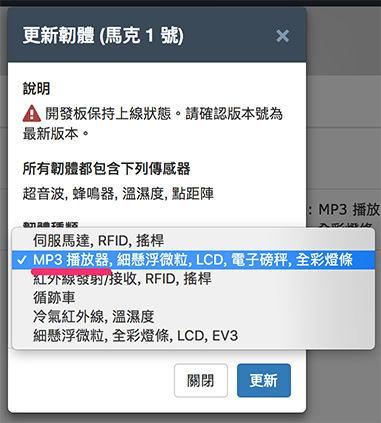 更新韌體 (馬克 1 號)
×
說明
開發板保持上線狀態。請確認版本號為
最新版本。
所有韌體都包含下列傳感器
超音波, 蜂鳴器, 溫濕度, 點距陣
韌體種類
: MP3 播放
全彩燈條
伺服馬達, RFID, 搖桿
✓ MP3 播放器, 細懸浮微粒, LCD, 電子磅秤, 全彩燈條
紅外線發射/接收, RFID, 搖桿
循跡車
冷氣紅外線, 溫濕度
細懸浮微粒, 全彩燈條, LCD, EV3
關閉
更新